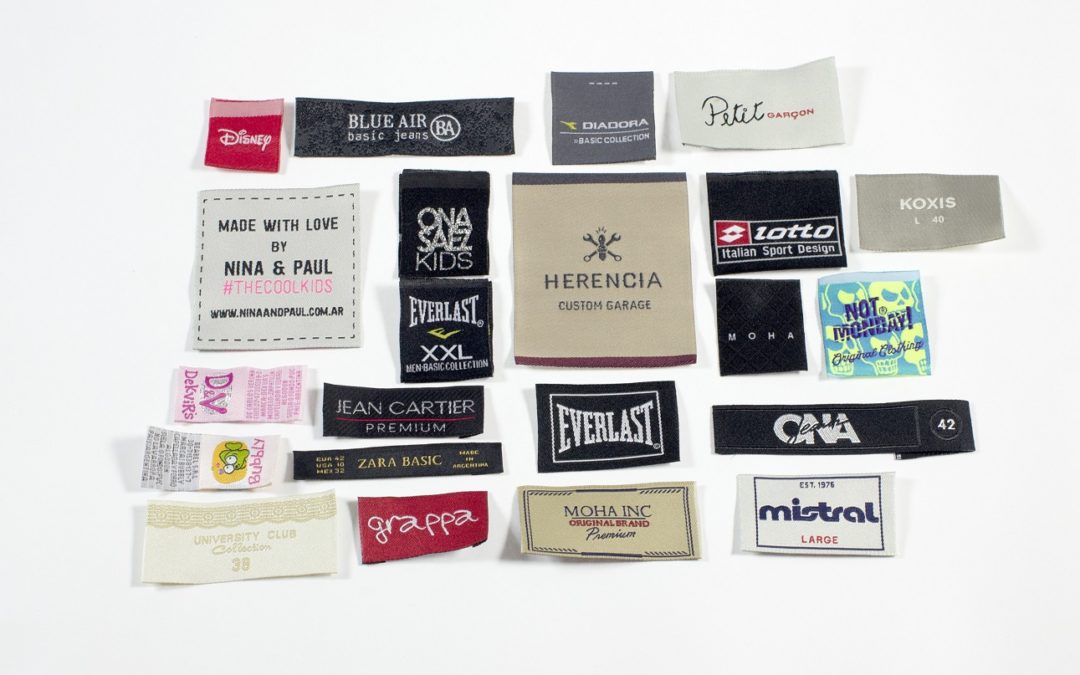 Disney
BLUE AIR
basic jeans
BA
DIADORA
BASIC COLLECTION
Petit GARÇON
MADE WITH LOVE
BY
NINA & PAUL
#THECOOLKIDS
WWW.NINAANDPAUL.COM.AR
ONA
SAEZ
KIDS
HERENCIA
CUSTOM GARAGE
lotto
Italian Sport Design
KOXIS
L 40
EVERLAST®
XXL
MEN-BASIC COLLECTION
MOHA
NOT
MONDAY!
Original Clothing
D&V
DekViRs
JEAN CARTIER
PREMIUM
EVERLAST®
ONA
42
Bubbly
EUR 42
USA 10
MEX 32
ZARA BASIC
MADE IN
ARGENTINA
UNIVERSITY CLUB
Collection
38
grappa
MOHA INC
ORIGINAL BRAND
Premium
EST. 1976
mistral
LARGE